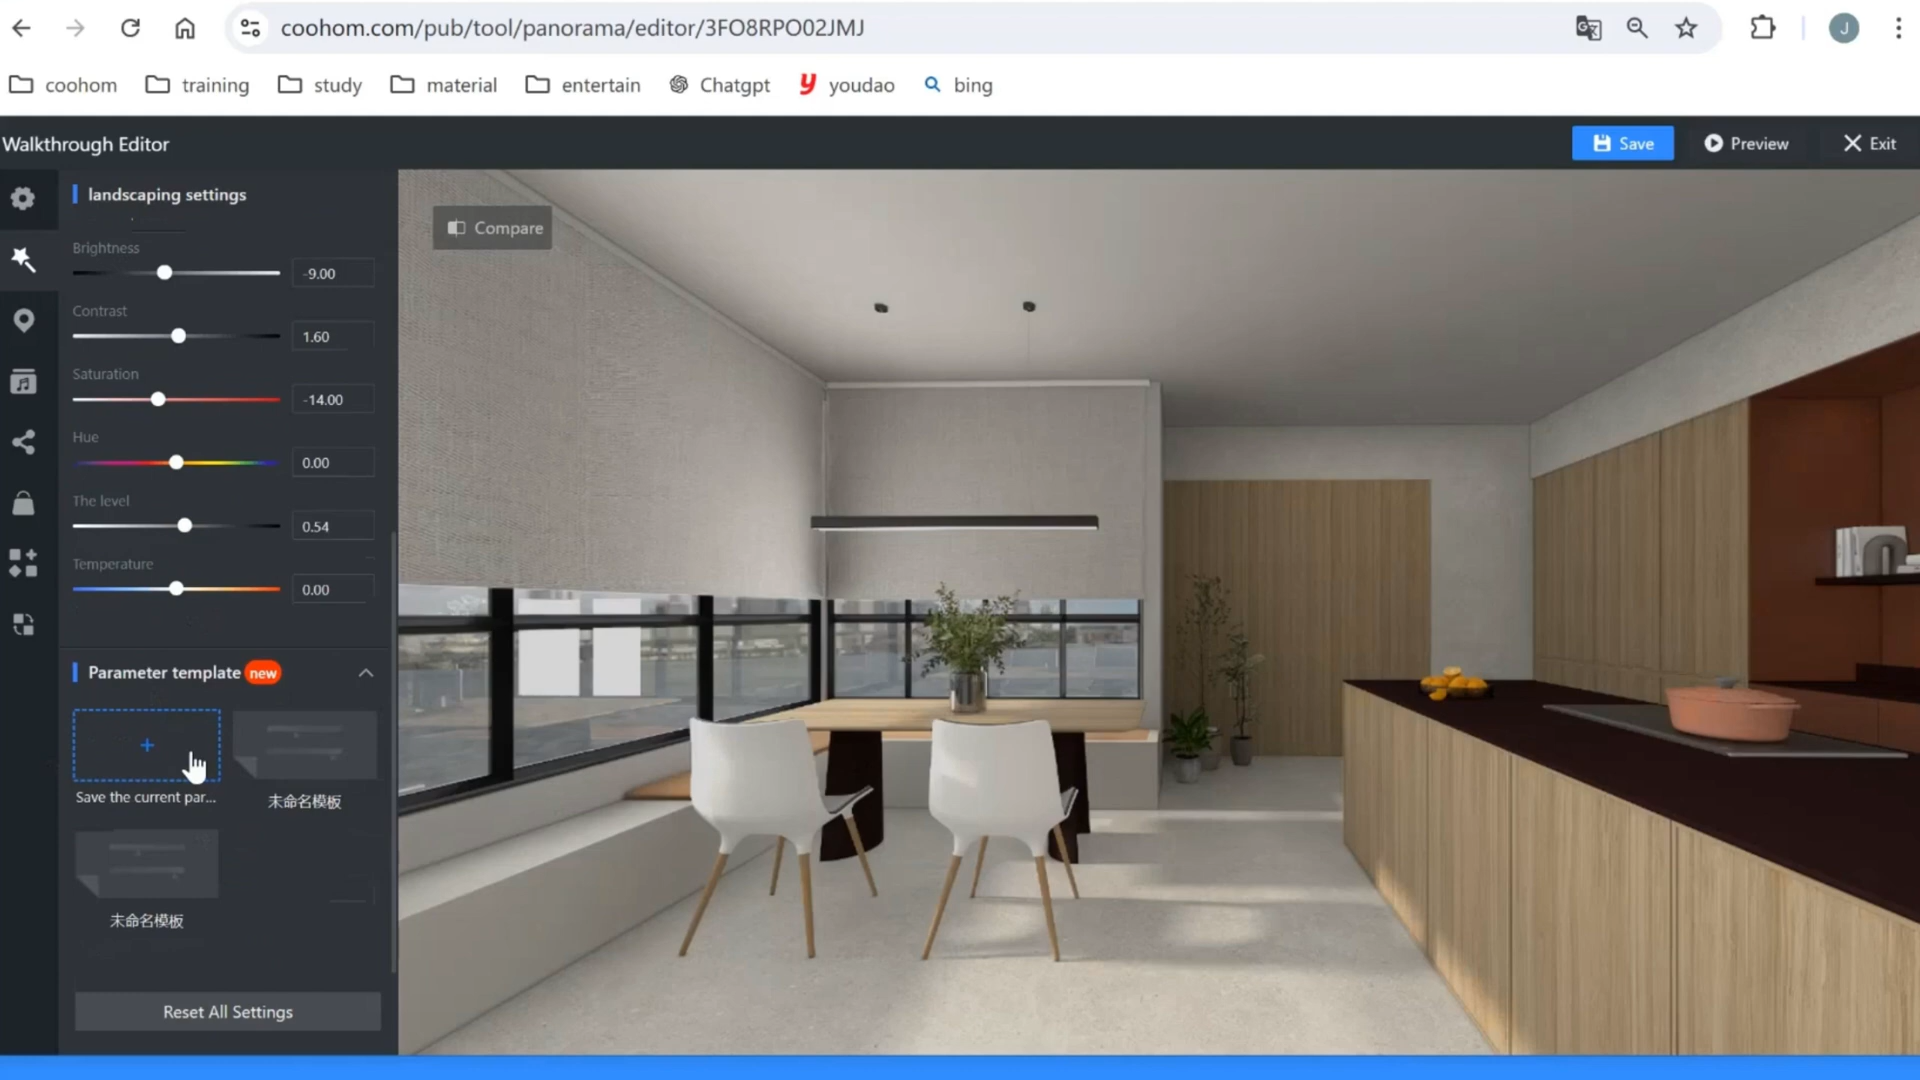 coohom.com/pub/tool/panorama/editor/3FO8RPO02JMJ
J
coohom training study material entertain Chatgpt youdao bing
Walkthrough Editor
Save Preview Exit
landscaping settings
Compare
Brightness
-9.00
Contrast
1.60
Saturation
-14.00
Hue
0.00
The level
0.54
Temperature
0.00
Parameter template new
Save the current par...
未命名模板
未命名模板
Reset All Settings